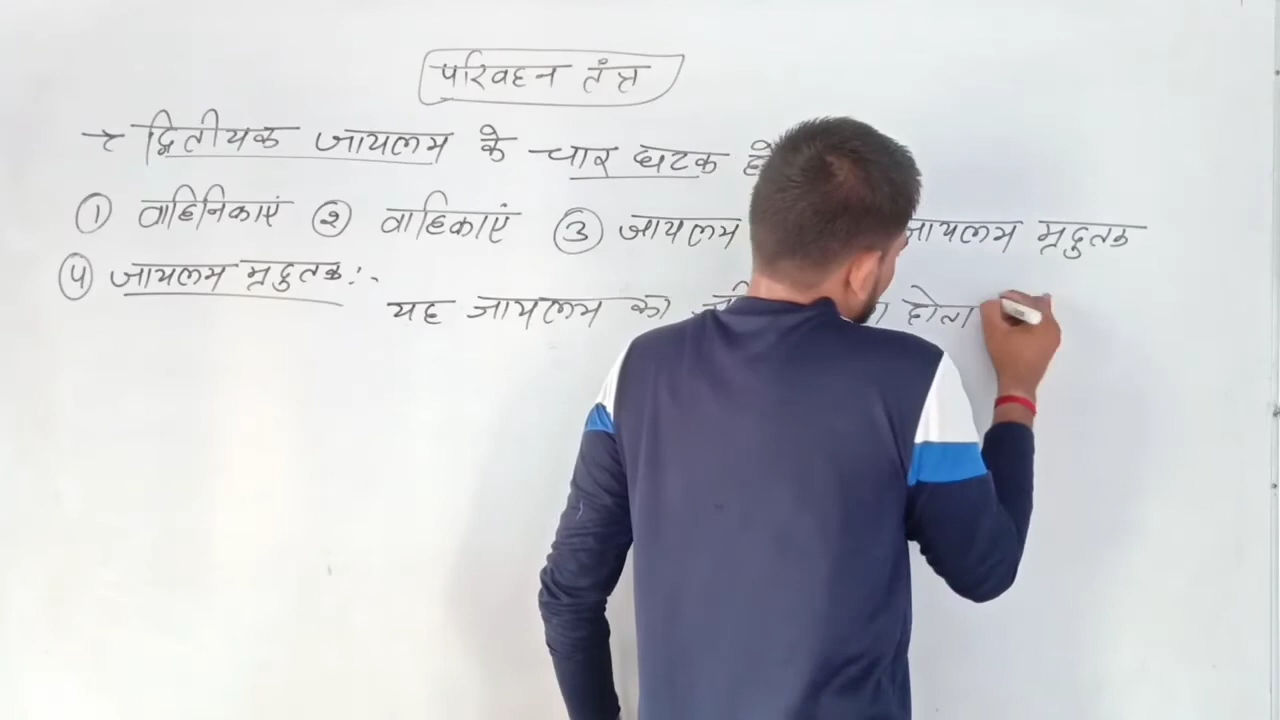 परिवहन तंत्र
→ द्वितीयक जायलम के चार घटक
① वाहिनिकाएं ② वाहिकाएं ③ जायलम जायलम मृदुतक
④ जायलम मृदुतक:-
यह जायलम का होता